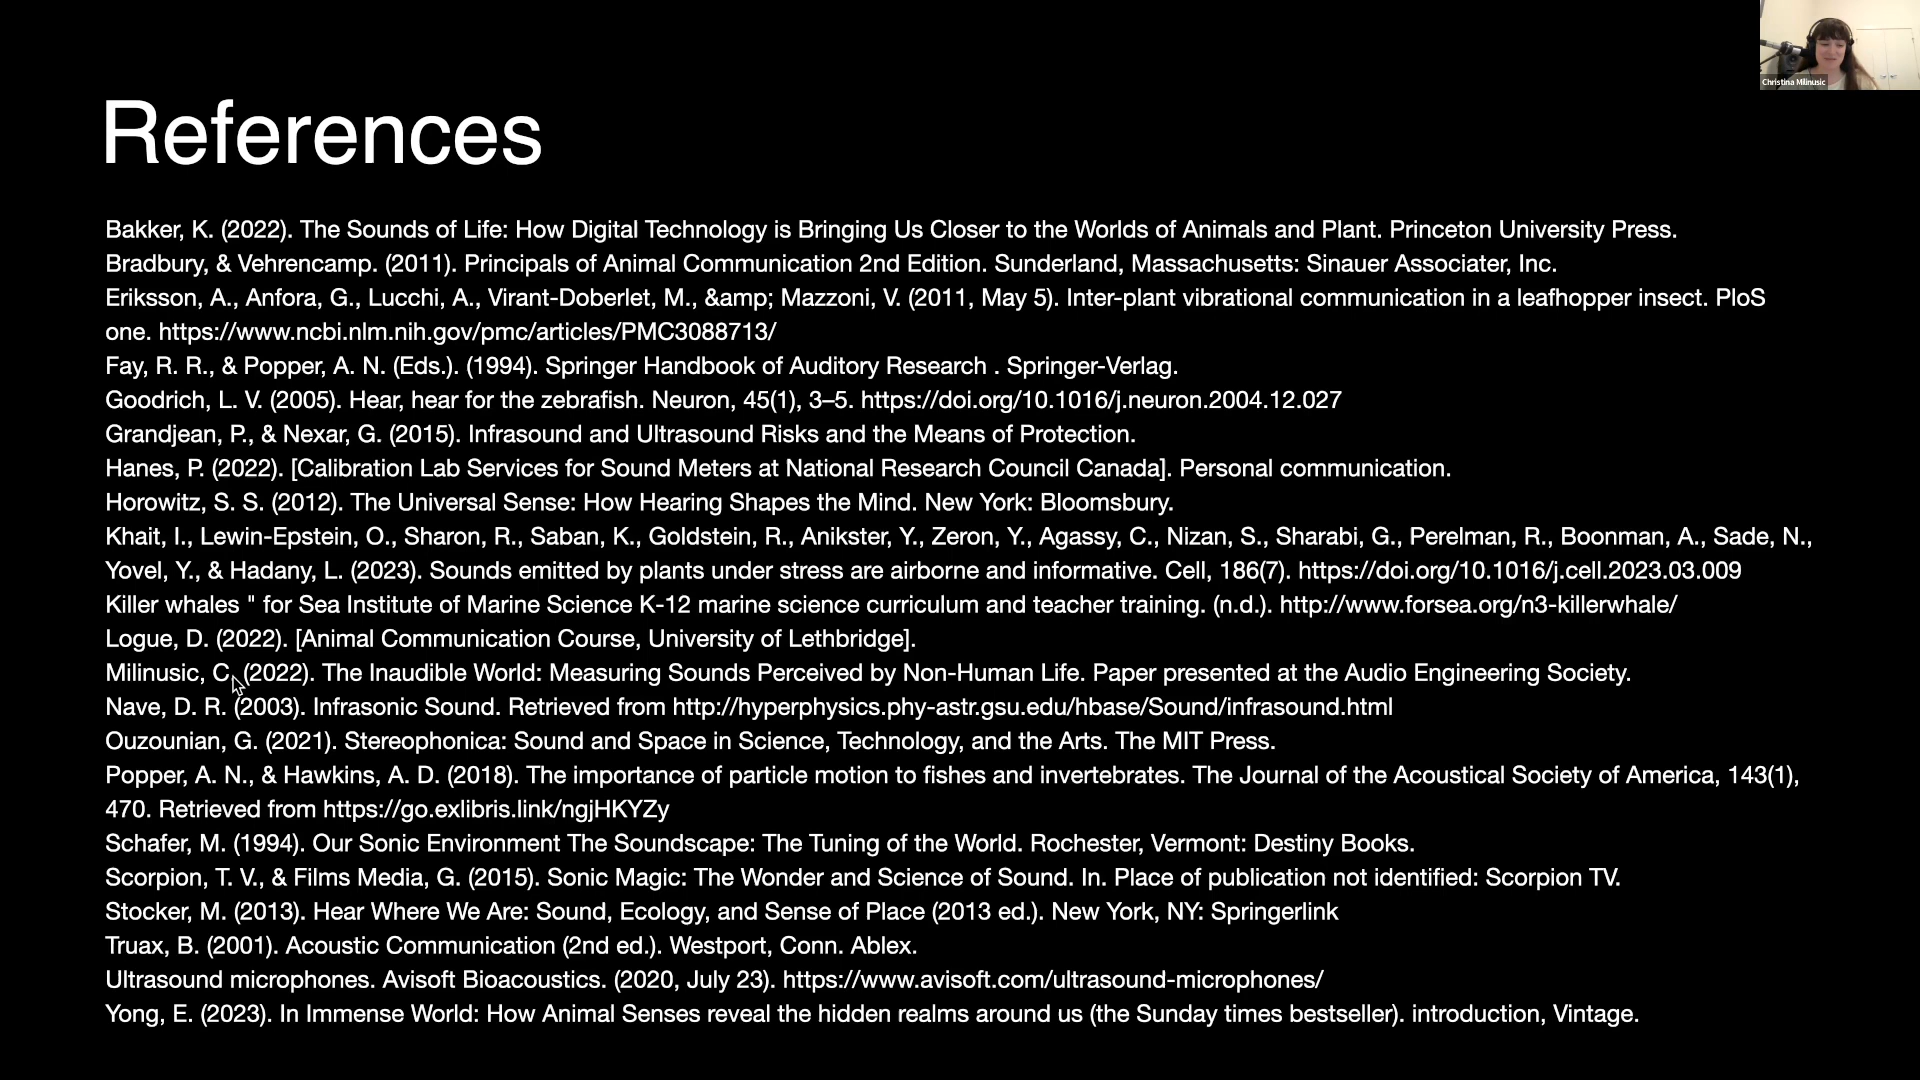 Christina Milinusic
References
Bakker, K. (2022). The Sounds of Life: How Digital Technology is Bringing Us Closer to the Worlds of Animals and Plant. Princeton University Press.
Bradbury, & Vehrencamp. (2011). Principals of Animal Communication 2nd Edition. Sunderland, Massachusetts: Sinauer Associater, Inc.
Eriksson, A., Anfora, G., Lucchi, A., Virant-Doberlet, M., &amp; Mazzoni, V. (2011, May 5). Inter-plant vibrational communication in a leafhopper insect. PloS
one. https://www.ncbi.nlm.nih.gov/pmc/articles/PMC3088713/
Fay, R. R., & Popper, A. N. (Eds.). (1994). Springer Handbook of Auditory Research . Springer-Verlag.
Goodrich, L. V. (2005). Hear, hear for the zebrafish. Neuron, 45(1), 3–5. https://doi.org/10.1016/j.neuron.2004.12.027
Grandjean, P., & Nexar, G. (2015). Infrasound and Ultrasound Risks and the Means of Protection.
Hanes, P. (2022). [Calibration Lab Services for Sound Meters at National Research Council Canada]. Personal communication.
Horowitz, S. S. (2012). The Universal Sense: How Hearing Shapes the Mind. New York: Bloomsbury.
Khait, I., Lewin-Epstein, O., Sharon, R., Saban, K., Goldstein, R., Anikster, Y., Zeron, Y., Agassy, C., Nizan, S., Sharabi, G., Perelman, R., Boonman, A., Sade, N.,
Yovel, Y., & Hadany, L. (2023). Sounds emitted by plants under stress are airborne and informative. Cell, 186(7). https://doi.org/10.1016/j.cell.2023.03.009
Killer whales " for Sea Institute of Marine Science K-12 marine science curriculum and teacher training. (n.d.). http://www.forsea.org/n3-killerwhale/
Logue, D. (2022). [Animal Communication Course, University of Lethbridge].
Milinusic, C. (2022). The Inaudible World: Measuring Sounds Perceived by Non-Human Life. Paper presented at the Audio Engineering Society.
Nave, D. R. (2003). Infrasonic Sound. Retrieved from http://hyperphysics.phy-astr.gsu.edu/hbase/Sound/infrasound.html
Ouzounian, G. (2021). Stereophonica: Sound and Space in Science, Technology, and the Arts. The MIT Press.
Popper, A. N., & Hawkins, A. D. (2018). The importance of particle motion to fishes and invertebrates. The Journal of the Acoustical Society of America, 143(1),
470. Retrieved from https://go.exlibris.link/ngjHKYZy
Schafer, M. (1994). Our Sonic Environment The Soundscape: The Tuning of the World. Rochester, Vermont: Destiny Books.
Scorpion, T. V., & Films Media, G. (2015). Sonic Magic: The Wonder and Science of Sound. In. Place of publication not identified: Scorpion TV.
Stocker, M. (2013). Hear Where We Are: Sound, Ecology, and Sense of Place (2013 ed.). New York, NY: Springerlink
Truax, B. (2001). Acoustic Communication (2nd ed.). Westport, Conn. Ablex.
Ultrasound microphones. Avisoft Bioacoustics. (2020, July 23). https://www.avisoft.com/ultrasound-microphones/
Yong, E. (2023). In Immense World: How Animal Senses reveal the hidden realms around us (the Sunday times bestseller). introduction, Vintage.